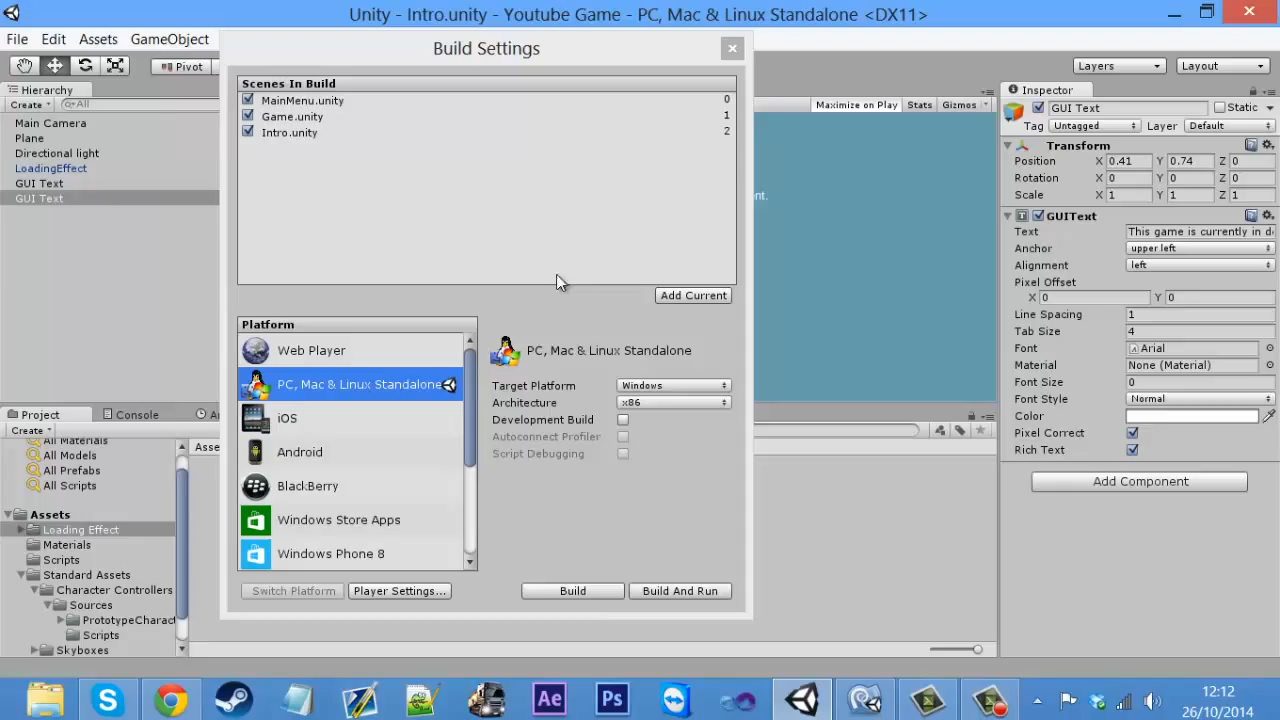 Unity - Intro.unity - Youtube Game - PC, Mac & Linux Standalone <DX11>
File Edit Assets GameObject
Build Settings
Pivot
Layers
Layout
Scenes In Build
MainMenu.unity 0
Game.unity 1
Intro.unity 2
Add Current
Hierarchy
Create
All
Main Camera
Plane
Directional light
LoadingEffect
GUI Text
GUI Text
Maximize on Play Stats Gizmos
nt.
Inspector
GUI Text
Static
Tag Untagged Layer Default
Transform
Position X 0.41 Y 0.74 Z 0
Rotation X 0 Y 0 Z 0
Scale X 1 Y 1 Z 1
GUIText
Text This game is currently in d
Anchor upper left
Alignment left
Pixel Offset
X 0 Y 0
Line Spacing 1
Tab Size 4
Font Arial
Material None (Material)
Font Size 0
Font Style Normal
Color
Pixel Correct
Rich Text
Add Component
Platform
Web Player
PC, Mac & Linux Standalone
iOS
Android
BlackBerry
Windows Store Apps
Windows Phone 8
PC, Mac & Linux Standalone
Target Platform Windows
Architecture x86
Development Build
Autoconnect Profiler
Script Debugging
Switch Platform
Player Settings...
Build
Build And Run
Project
Console
Create
All Materials
All Models
All Prefabs
All Scripts
Assets
Loading Effect
Materials
Scripts
Standard Assets
Character Controllers
Sources
PrototypeCharact
Scripts
Skyboxes
Asse
Ae
Ps
12:12
26/10/2014